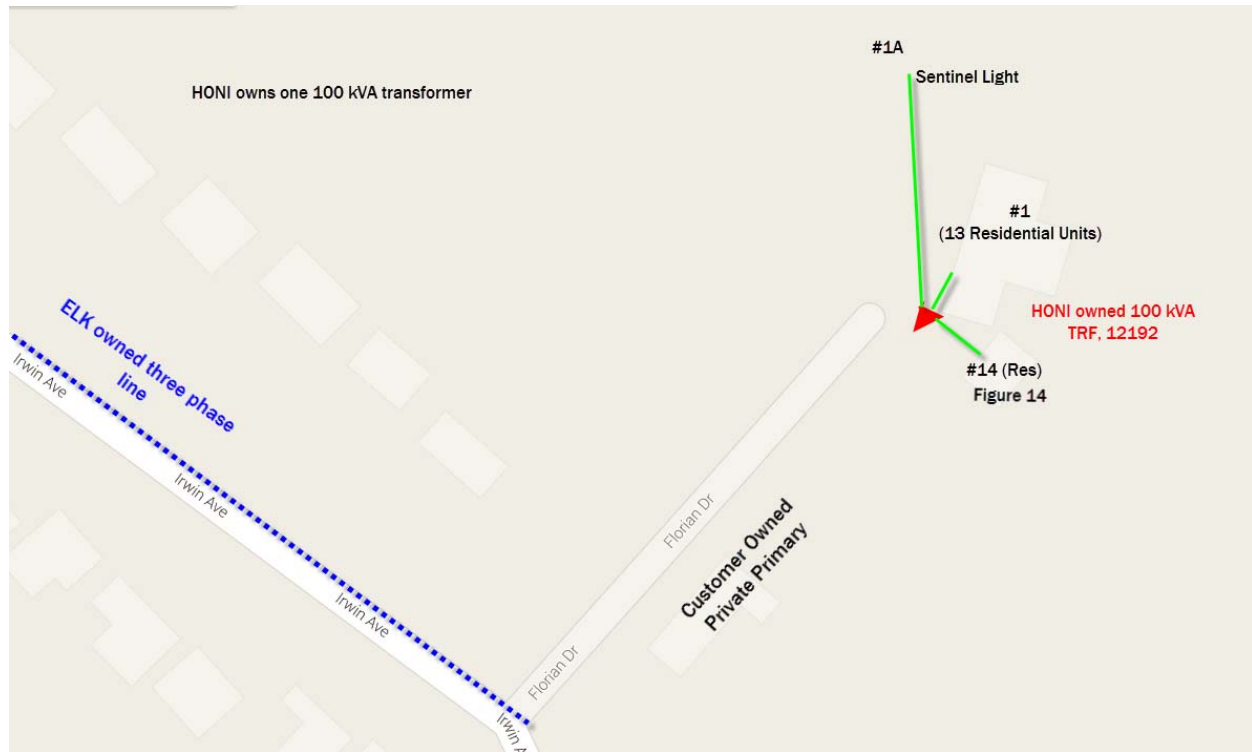 #1A
Sentinel Light
HONI owns one 100 kVA transformer
#1
(13 Residential Units)
HONI owned 100 kVA
TRF, 12192
#14 (Res)
Figure 14
ELK owned three phase
line
Irwin Ave
Irwin Ave
Irwin Ave
Florian Dr
Customer Owned
Private Primary
Florian Dr
Irwin A